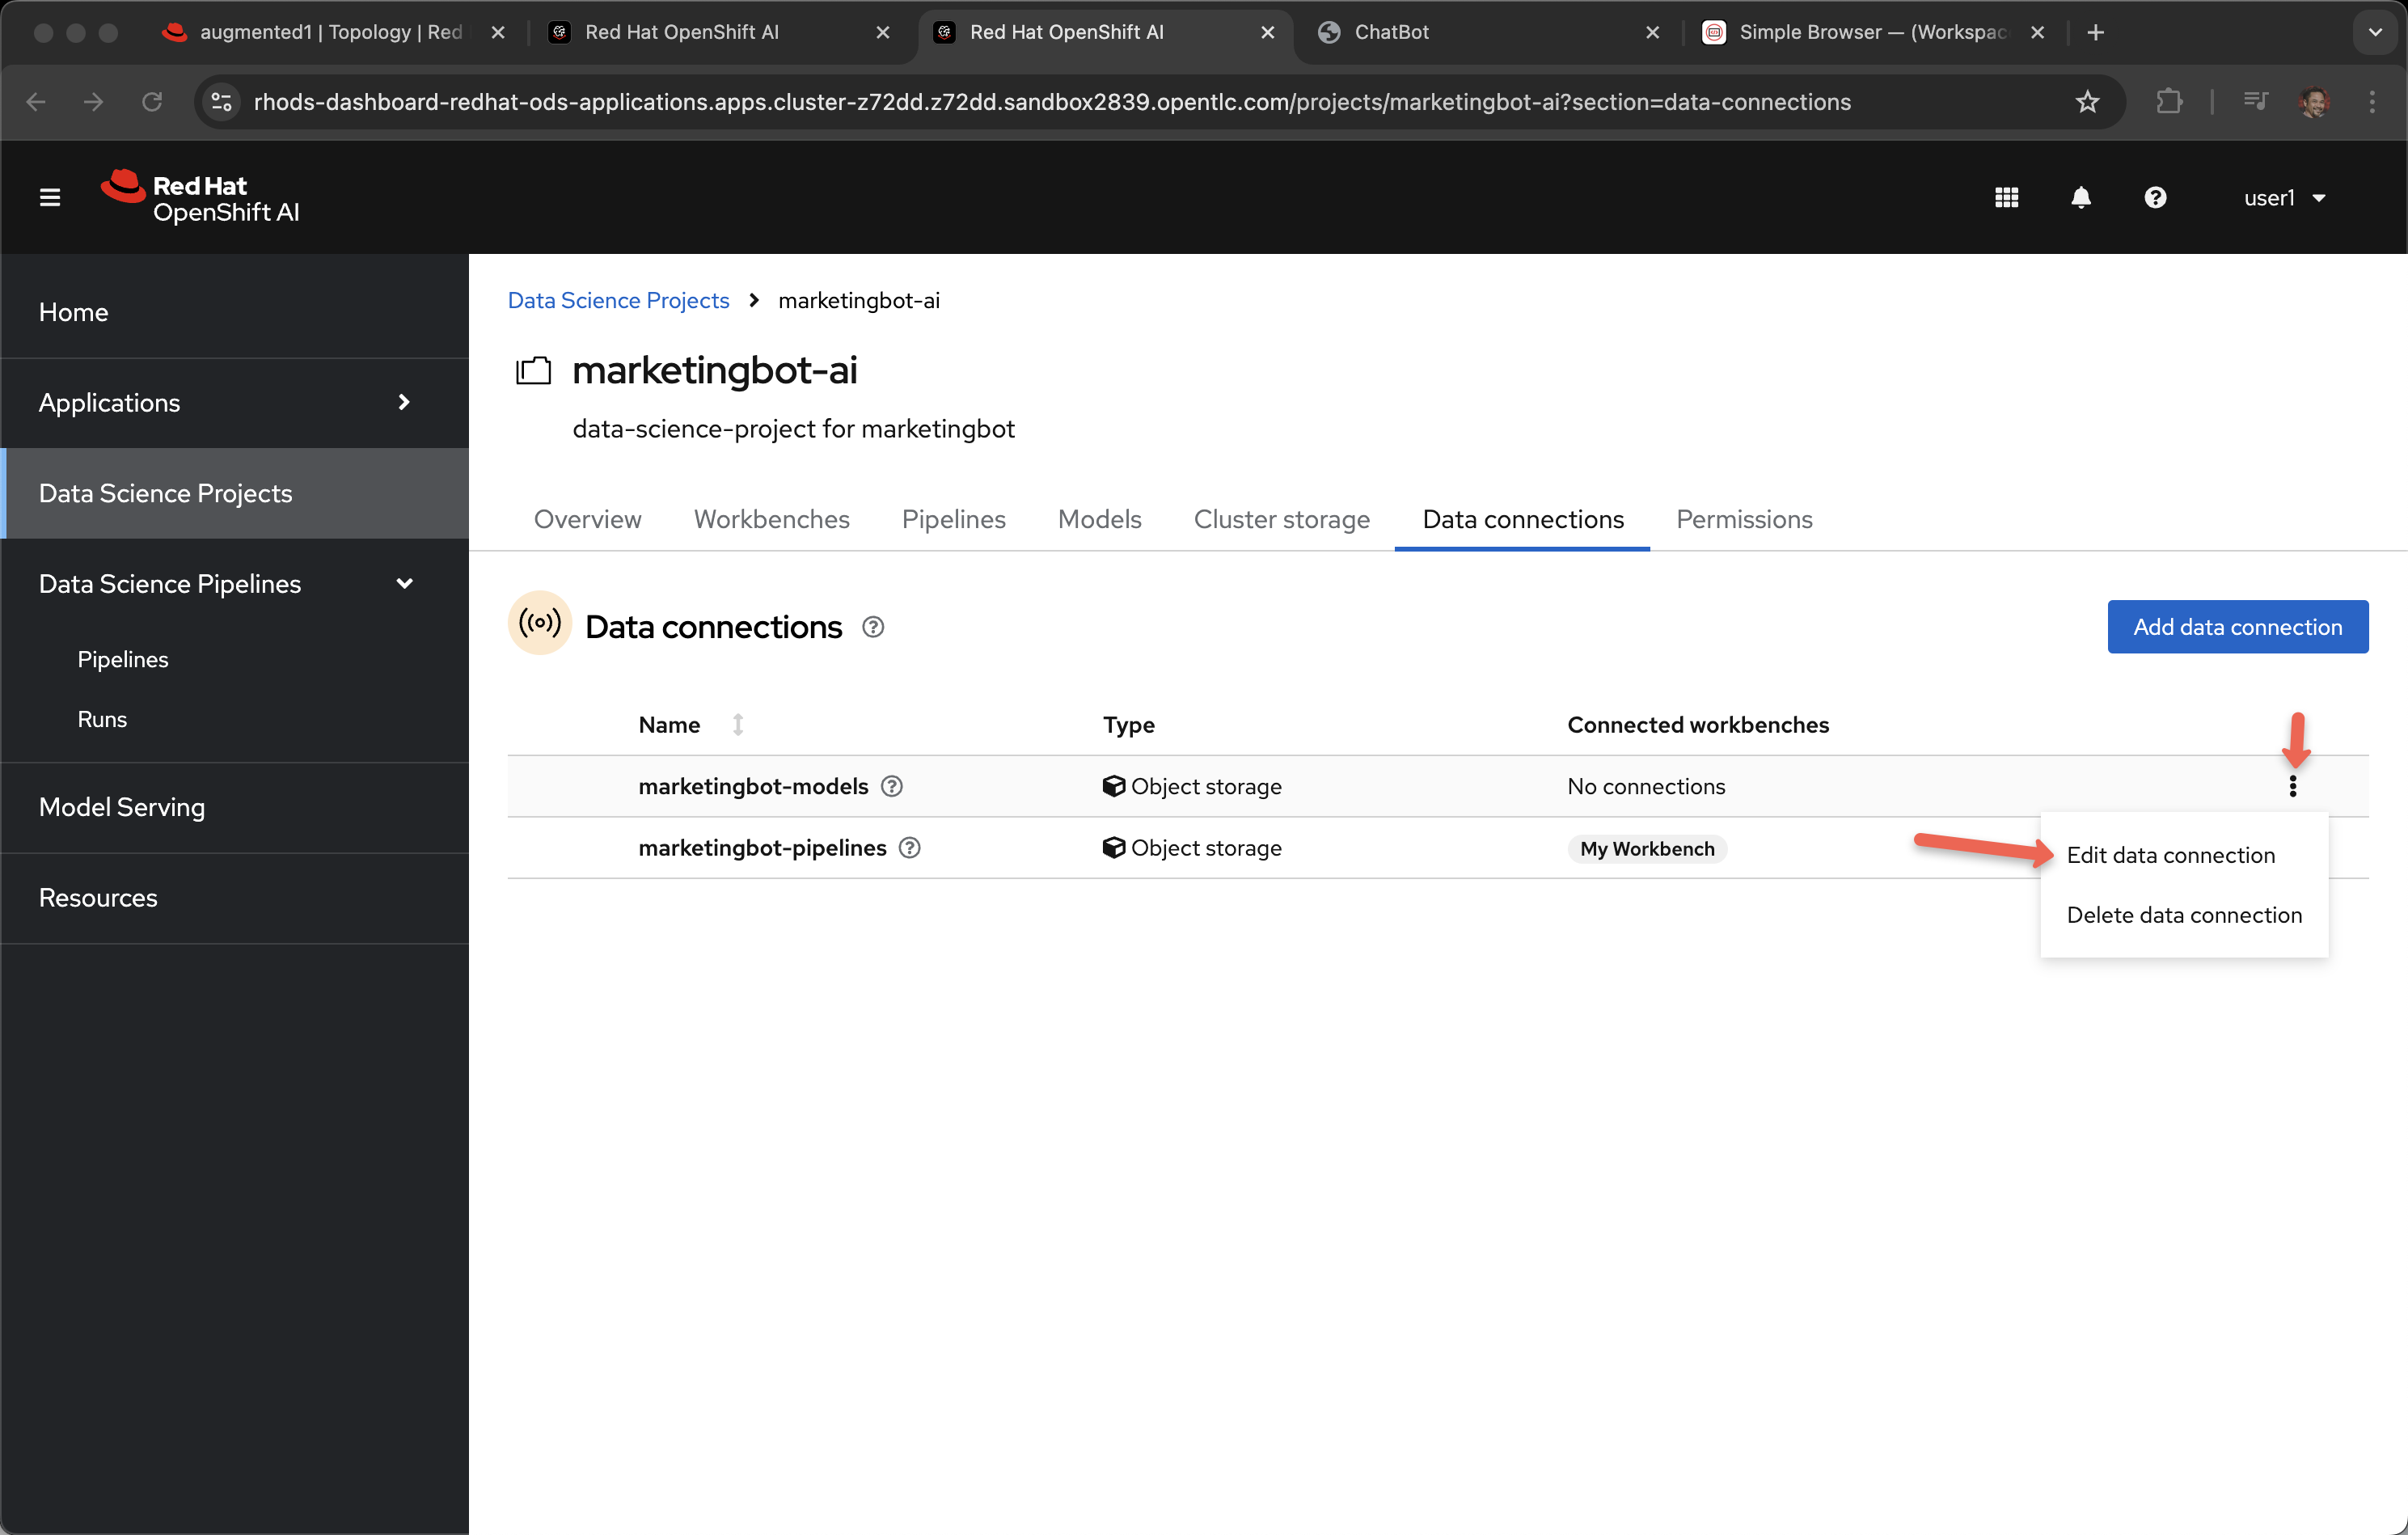 augmented1 | Topology | Red
Red Hat OpenShift AI
Red Hat OpenShift AI
ChatBot
Simple Browser — (Workspac
rhods-dashboard-redhat-ods-applications.apps.cluster-z72dd.z72dd.sandbox2839.opentlc.com/projects/marketingbot-ai?section=data-connections
Red Hat
OpenShift AI
user1
Home
Applications
Data Science Projects
Data Science Pipelines
Pipelines
Runs
Model Serving
Resources
Data Science Projects > marketingbot-ai
marketingbot-ai
data-science-project for marketingbot
Overview Workbenches Pipelines Models Cluster storage Data connections Permissions
Data connections
Add data connection
Name Type Connected workbenches
marketingbot-models Object storage No connections
marketingbot-pipelines Object storage My Workbench
Edit data connection
Delete data connection